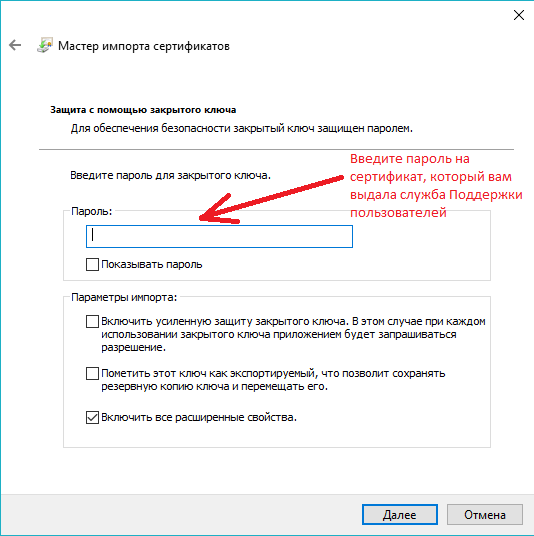 Мастер импорта сертификатов
Защита с помощью закрытого ключа
Для обеспечения безопасности закрытый ключ защищен паролем.
Введите пароль для закрытого ключа.
Введите пароль на
сертификат, который вам
выдала служба Поддержки
пользователей
Пароль:
Показывать пароль
Параметры импорта:
Включить усиленную защиту закрытого ключа. В этом случае при каждом
использовании закрытого ключа приложением будет запрашиваться
разрешение.
Пометить этот ключ как экспортируемый, что позволит сохранять
резервную копию ключа и перемещать его.
Включить все расширенные свойства.
Далее
Отмена